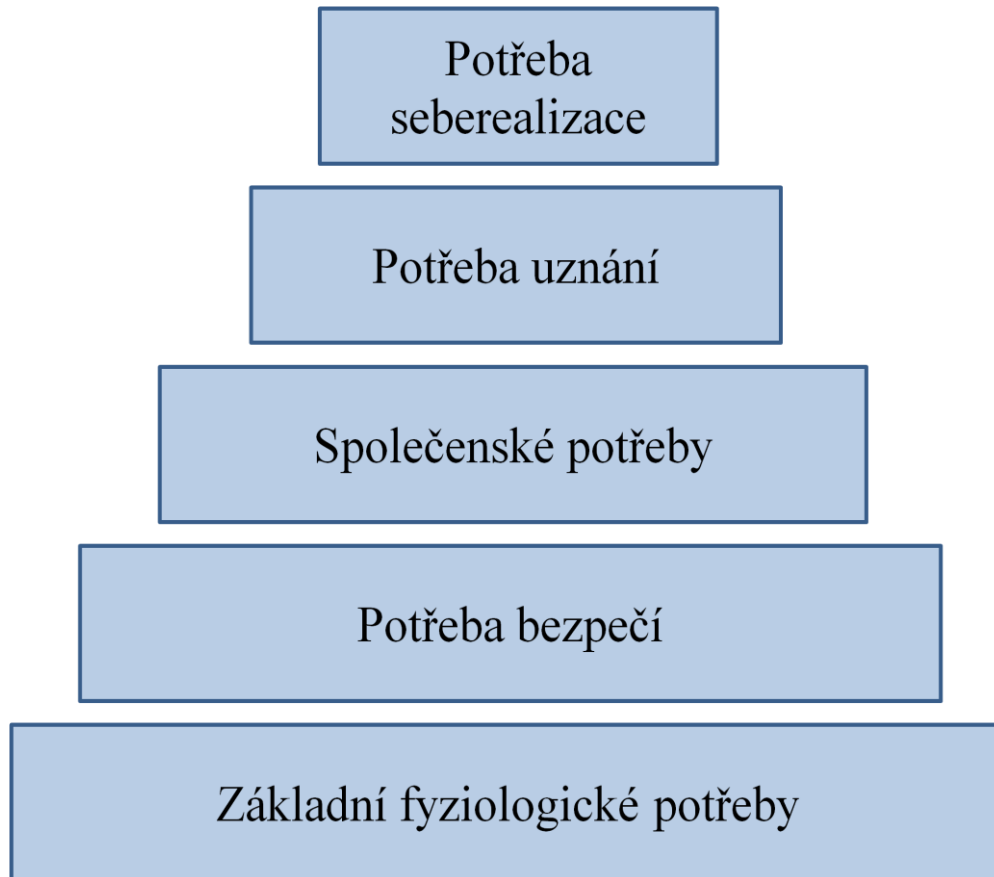 Potřeba
seberealizace
Potřeba uznání
Společenské potřeby
Potřeba bezpečí
Základní fyziologické potřeby